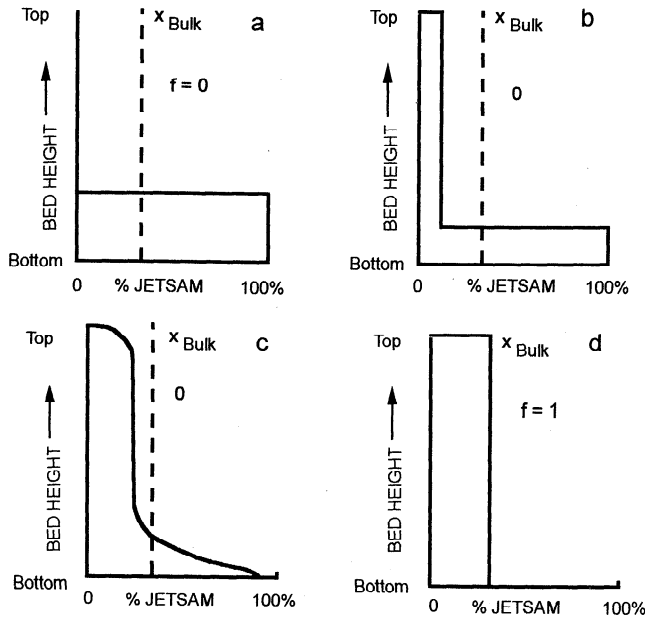 Top
x Bulk
a
f = 0
BED HEIGHT
Bottom
0
% JETSAM
100%
Top
x Bulk
b
0
BED HEIGHT
Bottom
0
% JETSAM
100%
Top
x Bulk
c
0
BED HEIGHT
Bottom
0
% JETSAM
100%
Top
x Bulk
d
f = 1
BED HEIGHT
Bottom
0
% JETSAM
100%